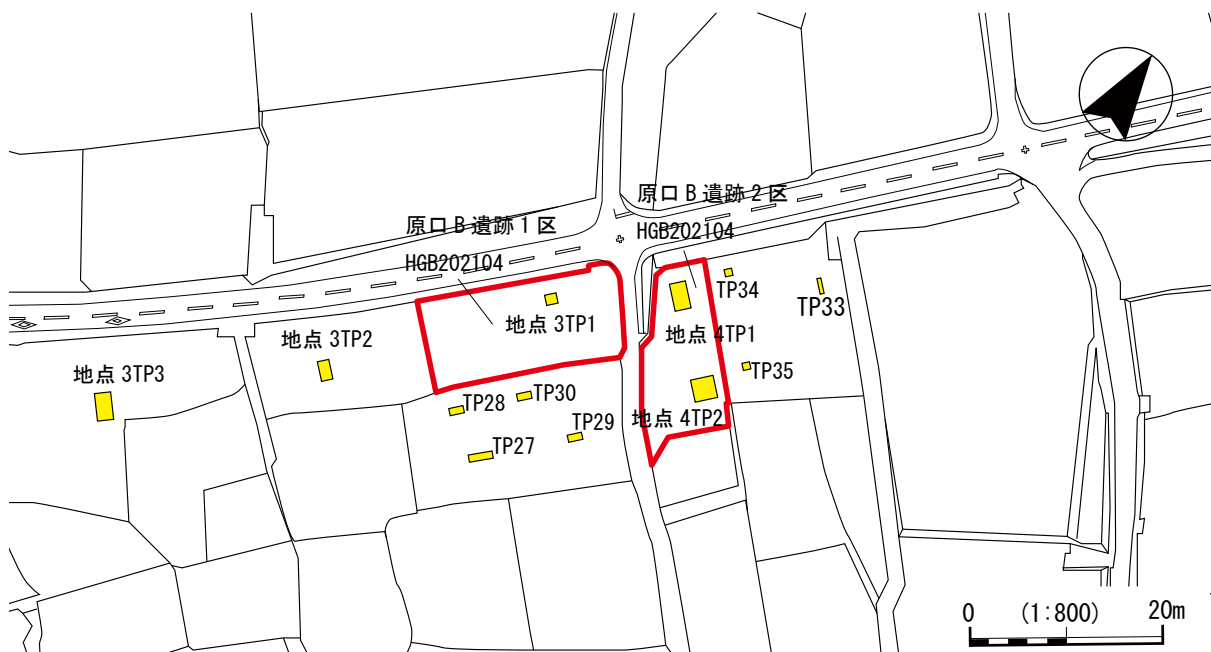 原口 B 遺跡 2 区
HGB202104
原口 B 遺跡 1 区
HGB202104
TP34
TP33
地点 3TP1
地点 4TP1
地点 3TP2
地点 3TP3
TP35
TP30
TP28
地点 4TP2
TP29
TP27
0 (1:800) 20m